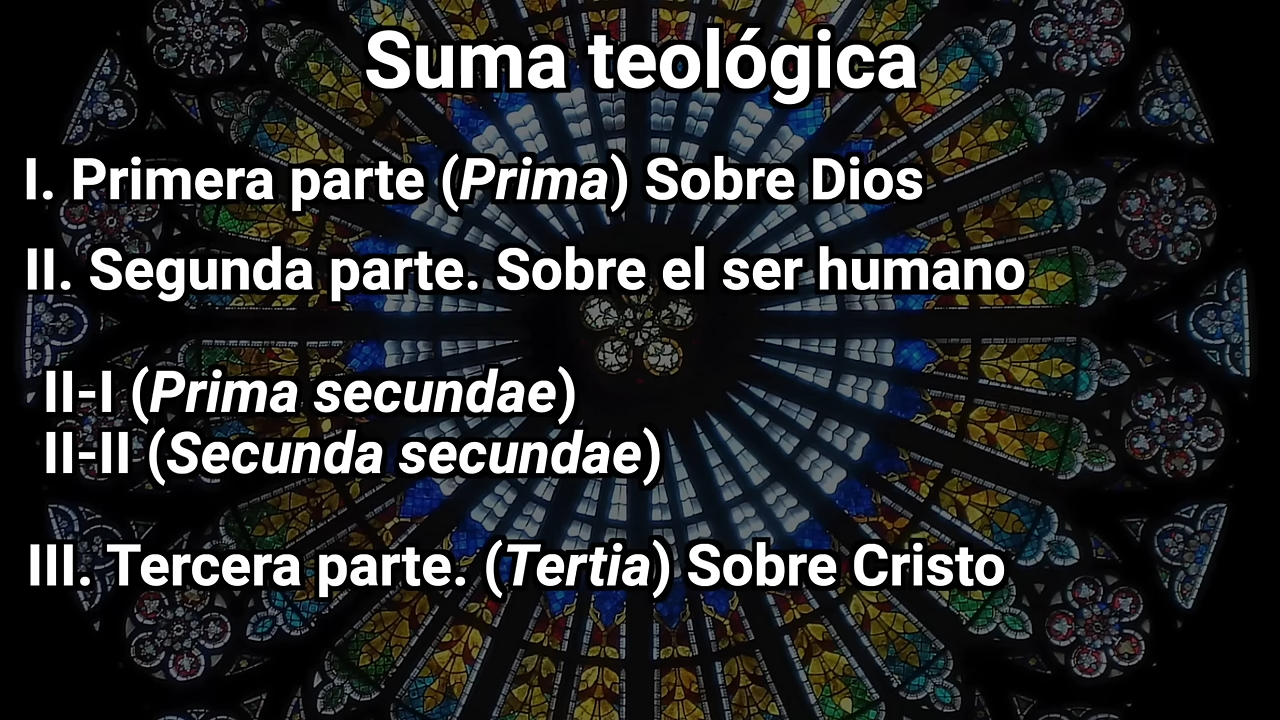 Suma teológica
I. Primera parte (Prima) Sobre Dios
II. Segunda parte. Sobre el ser humano
II-I (Prima secundae)
II-II (Secunda secundae)
III. Tercera parte. (Tertia) Sobre Cristo